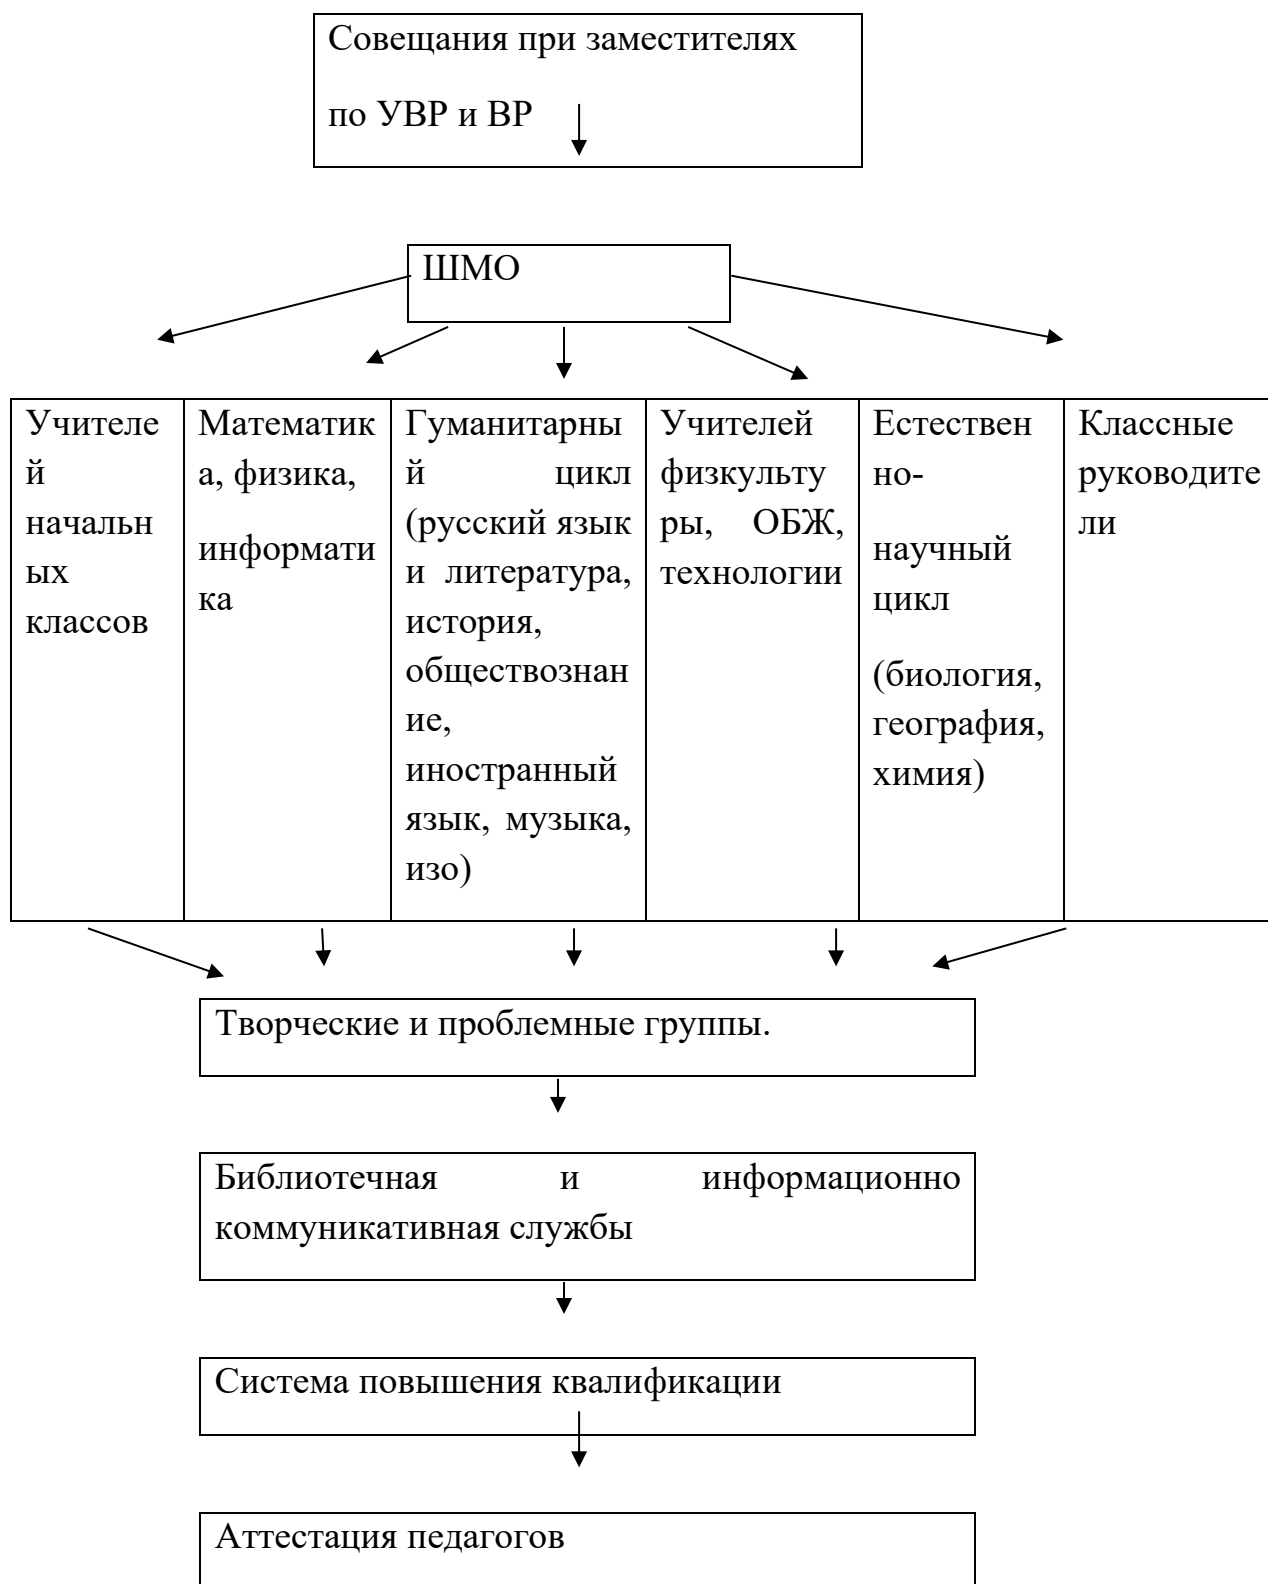 Совещания при заместителях
по УВР и ВР
ШМО
Учителе
й
начальн
ых
классов
Математик
а, физика,
информати
ка
Гуманитарны
й цикл
(русский язык
и литература,
история,
обществознан
ие,
иностранный
язык, музыка,
изо)
Учителей
физкульту
ры, ОБЖ,
технологии
Естествен
но-
научный
цикл
(биология,
география,
химия)
Классные
руководите
ли
Творческие и проблемные группы.
Библиотечная и информационно
коммуникативная службы
Система повышения квалификации
Аттестация педагогов